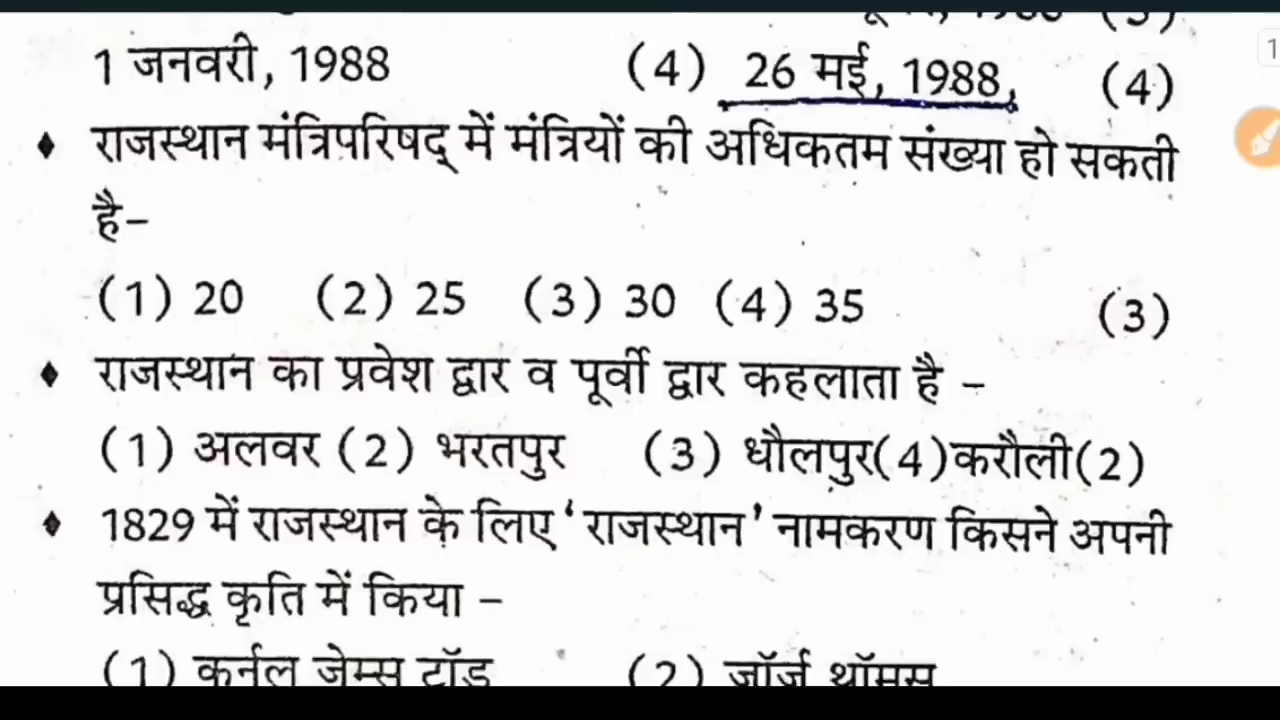 1 जनवरी, 1988 (4) 26 मई, 1988, (4)
♦ राजस्थान मंत्रिपरिषद् में मंत्रियों की अधिकतम संख्या हो सकती
है–
(1) 20 (2) 25 (3) 30 (4) 35 (3)
♦ राजस्थान का प्रवेश द्वार व पूर्वी द्वार कहलाता है –
(1) अलवर (2) भरतपुर (3) धौलपुर(4)करौली(2)
♦ 1829 में राजस्थान के लिए ‘राजस्थान’ नामकरण किसने अपनी
प्रसिद्ध कृति में किया –
(1) कर्नल जेम्स टॉड (2) जॉर्ज थॉमस